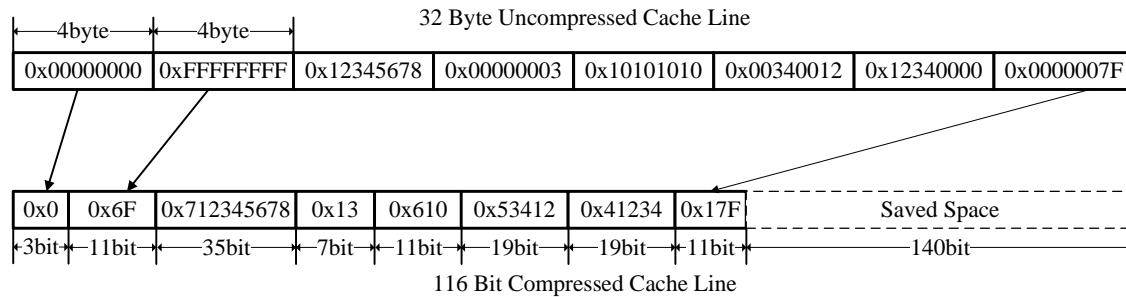 32 Byte Uncompressed Cache Line
4byte 4byte
0x00000000 0xFFFFFFFF 0x12345678 0x00000003 0x10101010 0x00340012 0x12340000 0x0000007F
0x0 0x6F 0x712345678 0x13 0x610 0x53412 0x41234 0x17F Saved Space
3bit 11bit 35bit 7bit 11bit 19bit 19bit 11bit 140bit
116 Bit Compressed Cache Line